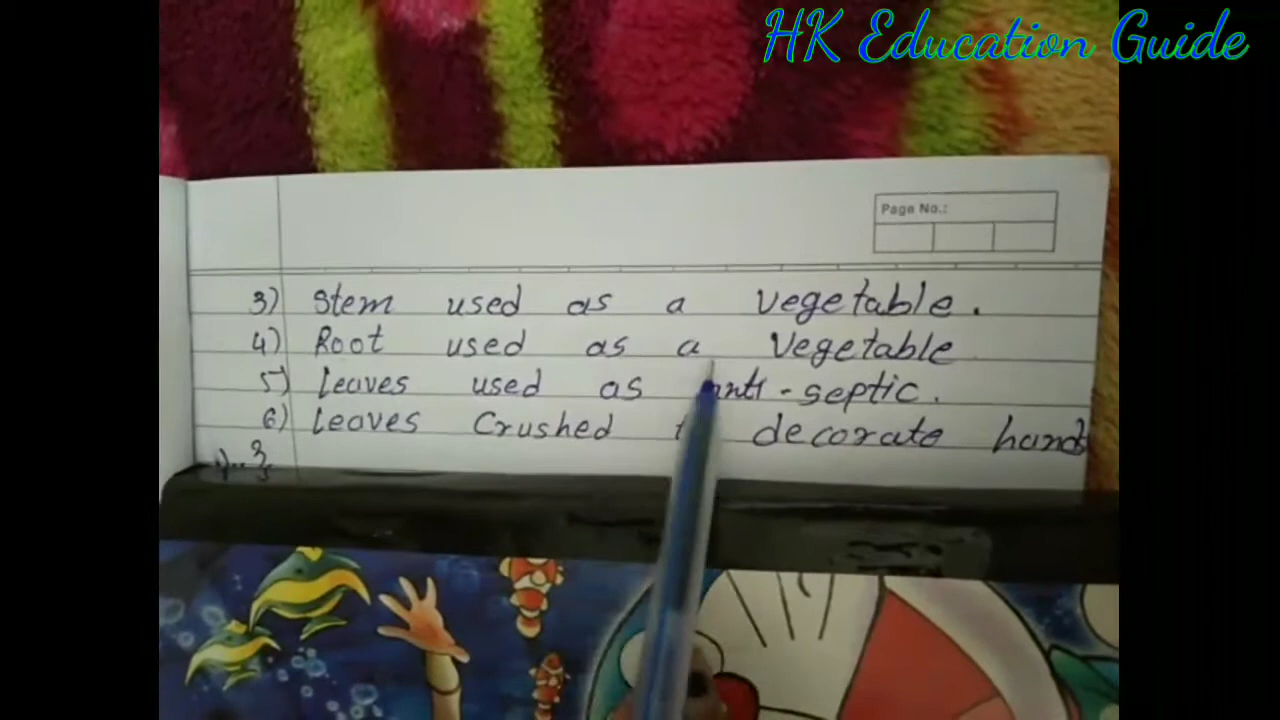 HK Education Guide
Page No.:
3) Stem used as a vegetable.
4) Root used as a vegetable
5) leaves used as anti-septic.
6) leaves Crushed decorate hands